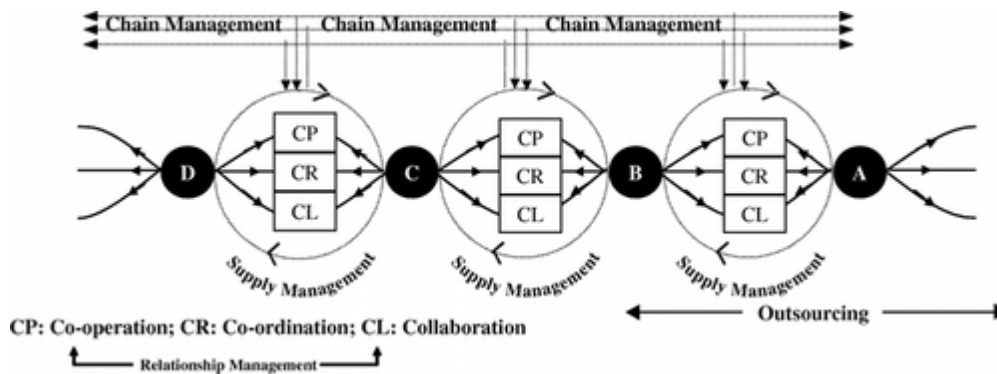 Chain Management Chain Management Chain Management
CP CP CP
D CR C CR B CR A
CL CL CL
Supply Management Supply Management Supply Management
Outsourcing
CP: Co-operation; CR: Co-ordination; CL: Collaboration
Relationship Management